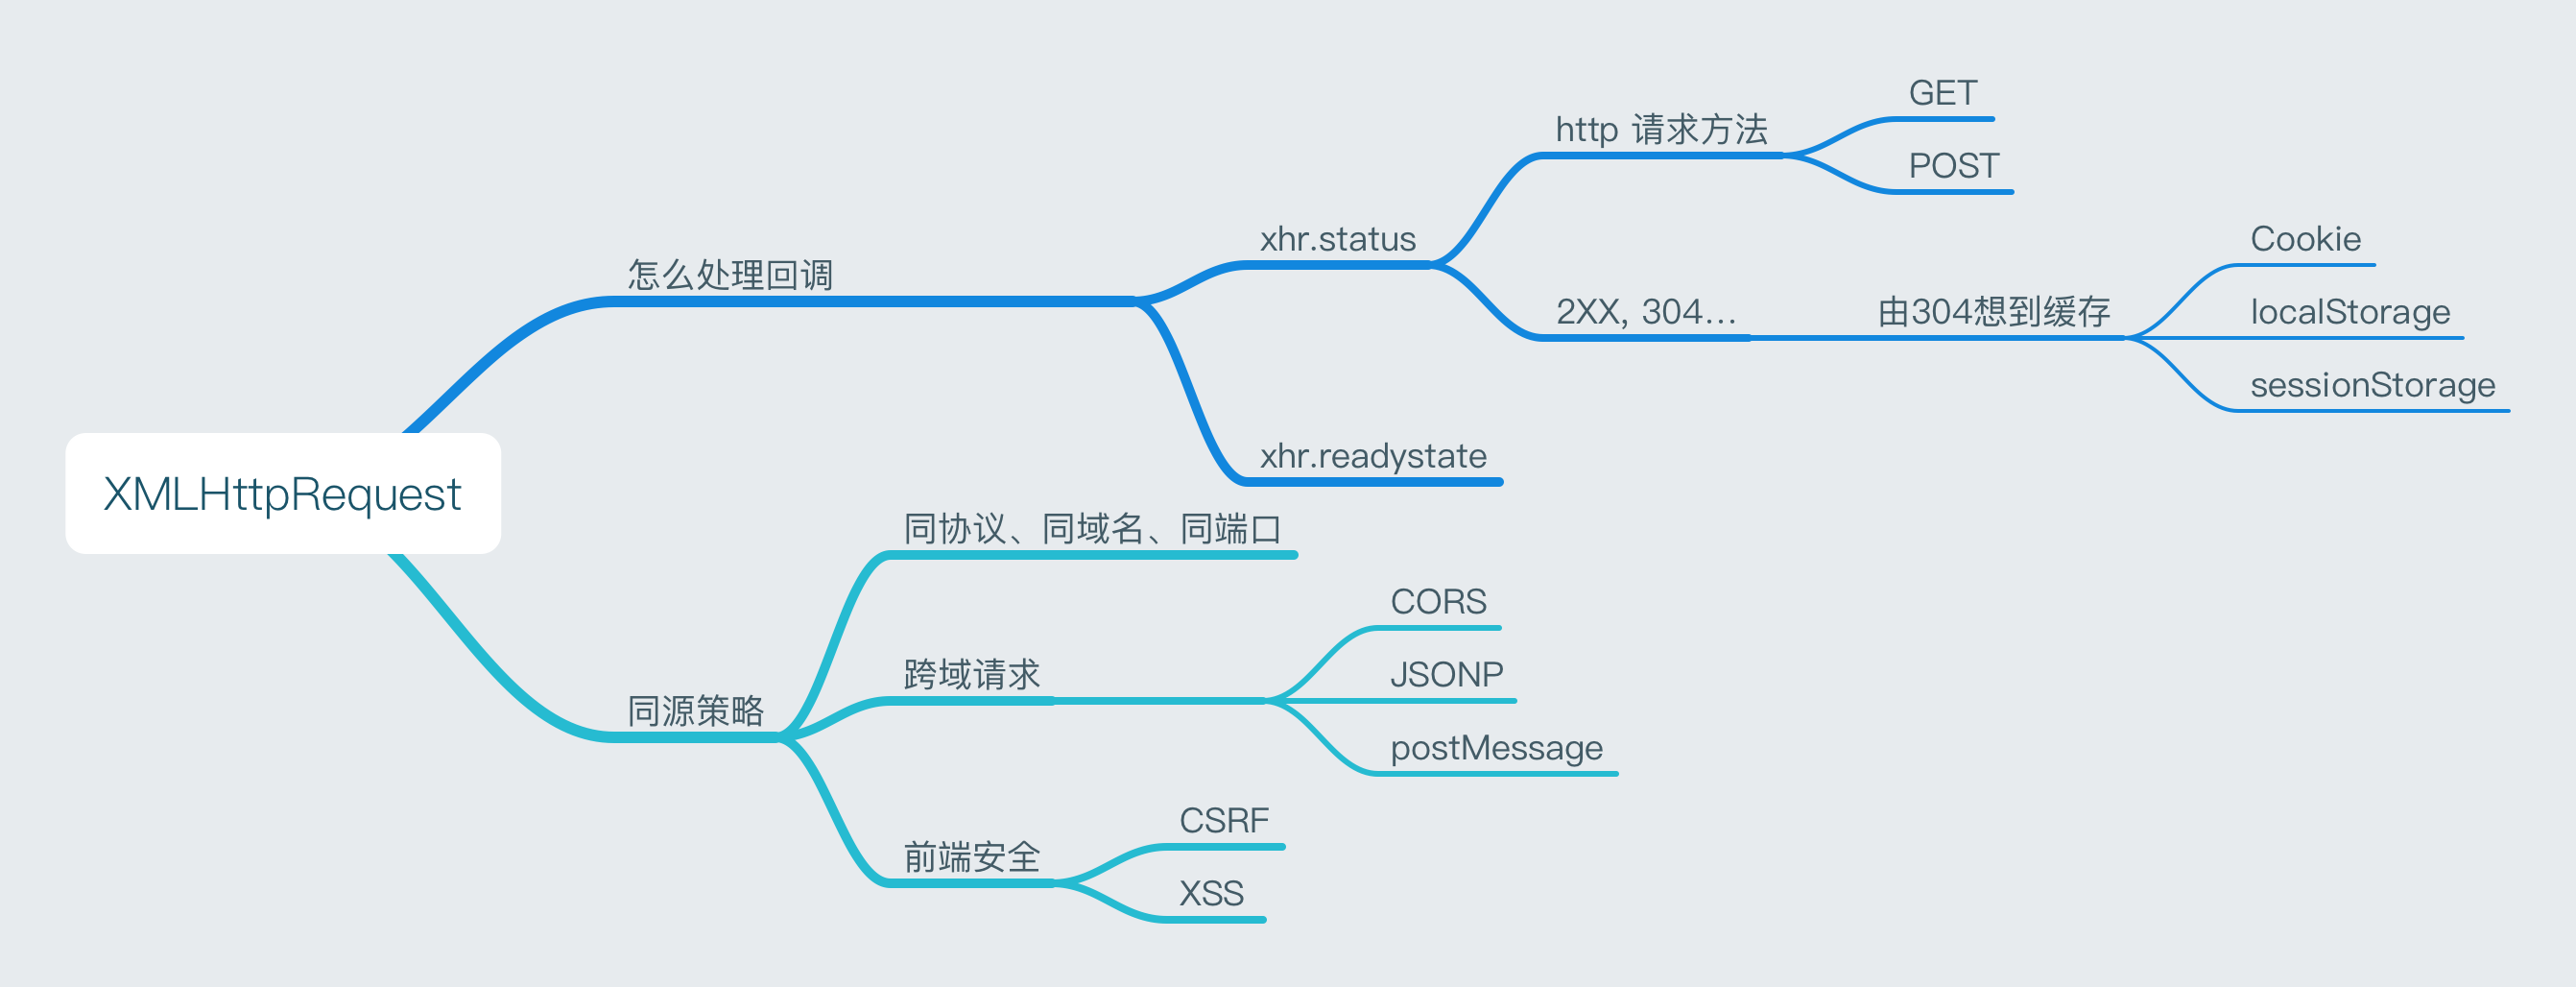 XMLHttpRequest
怎么处理回调
xhr.status
http 请求方法
GET
POST
2XX, 304...
由304想到缓存
Cookie
localStorage
sessionStorage
xhr.readystate
同源策略
同协议、同域名、同端口
跨域请求
CORS
JSONP
postMessage
前端安全
CSRF
XSS